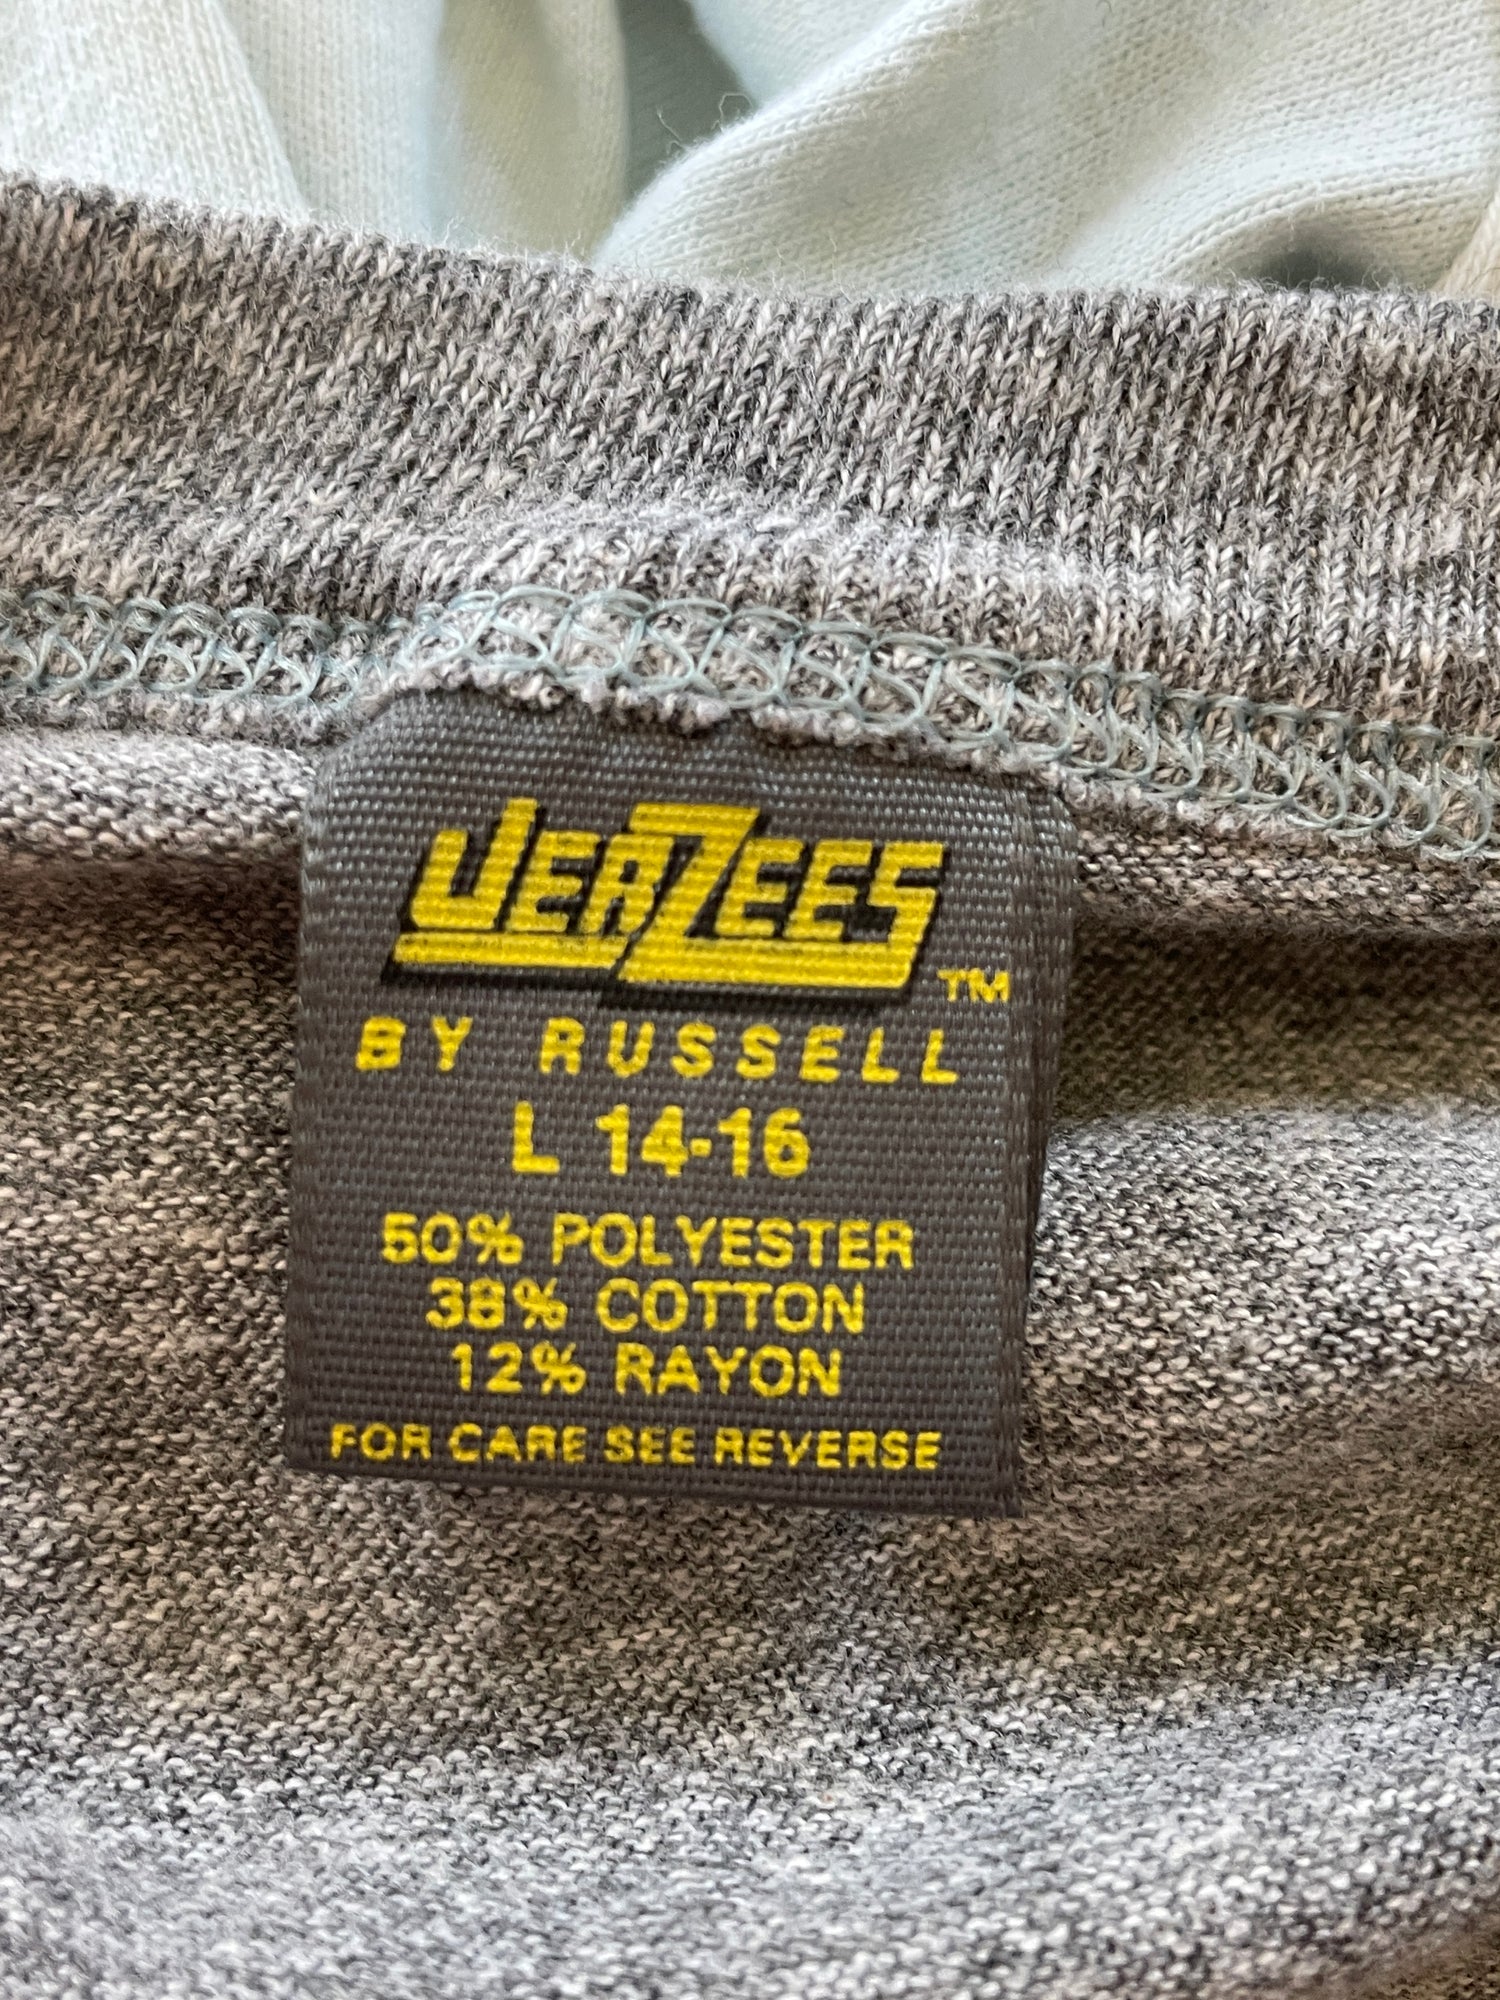 JERZEES TM
BY RUSSELL
L 14-16
50% POLYESTER
38% COTTON
12% RAYON
FOR CARE SEE REVERSE